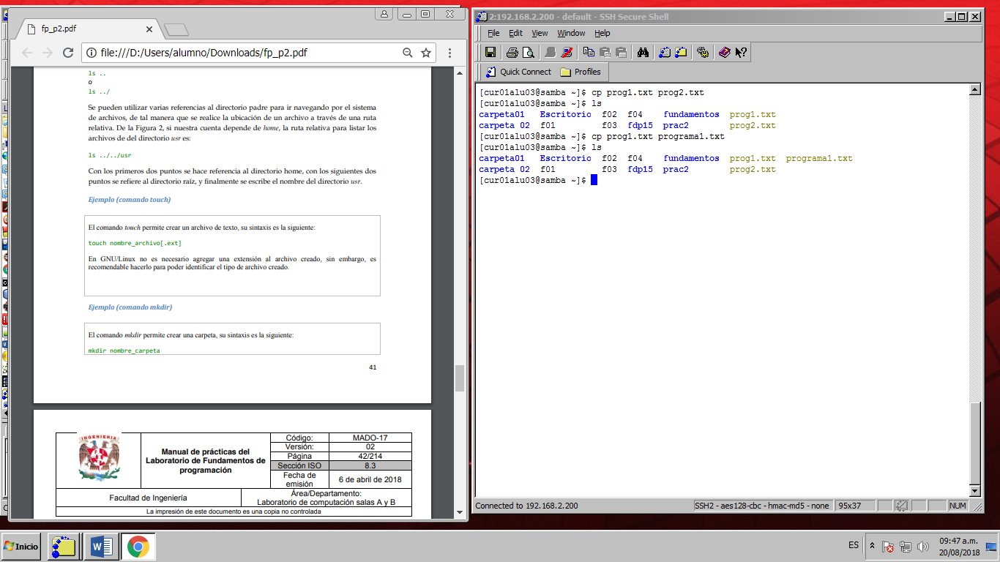 fp_p2.pdf
file:///D:/Users/alumno/Downloads/fp_p2.pdf
ls ..
o
ls ../
Se pueden utilizar varias referencias al directorio padre para ir navegando por el sistema
de archivos, de tal manera que se realice la ubicación de un archivo a través de una ruta
relativa. De la Figura 2, si nuestra cuenta depende de home, la ruta relativa para listar los
archivos de del directorio usr es:
ls ../../usr
Con los primeros dos puntos se hace referencia al directorio home, con los siguientes dos
puntos se refiere al directorio raíz, y finalmente se escribe el nombre del directorio usr.
Ejemplo (comando touch)
El comando touch permite crear un archivo de texto, su sintaxis es la siguiente:
touch nombre_archivo[.ext]
En GNU/Linux no es necesario agregar una extensión al archivo creado, sin embargo, es
recomendable hacerlo para poder identificar el tipo de archivo creado.
Ejemplo (comando mkdir)
El comando mkdir permite crear una carpeta, su sintaxis es la siguiente:
mkdir nombre_carpeta
41
INGENIERIA
Manual de prácticas del
Laboratorio de Fundamentos de
programación
Código: MADO-17
Versión: 02
Página 42/214
Sección ISO 8.3
Fecha de
emisión 6 de abril de 2018
Facultad de Ingeniería
Área/Departamento:
Laboratorio de computación salas A y B
La impresión de este documento es una copia no controlada
2:192.168.2.200 - default - SSH Secure Shell
File Edit View Window Help
Quick Connect Profiles
[cur01alu03@samba ~]$ cp prog1.txt prog2.txt
[cur01alu03@samba ~]$ ls
carpeta01 Escritorio f02 f04 fundamentos prog1.txt
carpeta 02 f01 f03 fdp15 prac2 prog2.txt
[cur01alu03@samba ~]$ cp prog1.txt programa1.txt
[cur01alu03@samba ~]$ ls
carpeta01 Escritorio f02 f04 fundamentos prog1.txt programa1.txt
carpeta 02 f01 f03 fdp15 prac2 prog2.txt
[cur01alu03@samba ~]$
Connected to 192.168.2.200 SSH2 - aes128-cbc - hmac-md5 - none 95x37 NUM
Inicio
ES
09:47 a.m.
20/08/2018